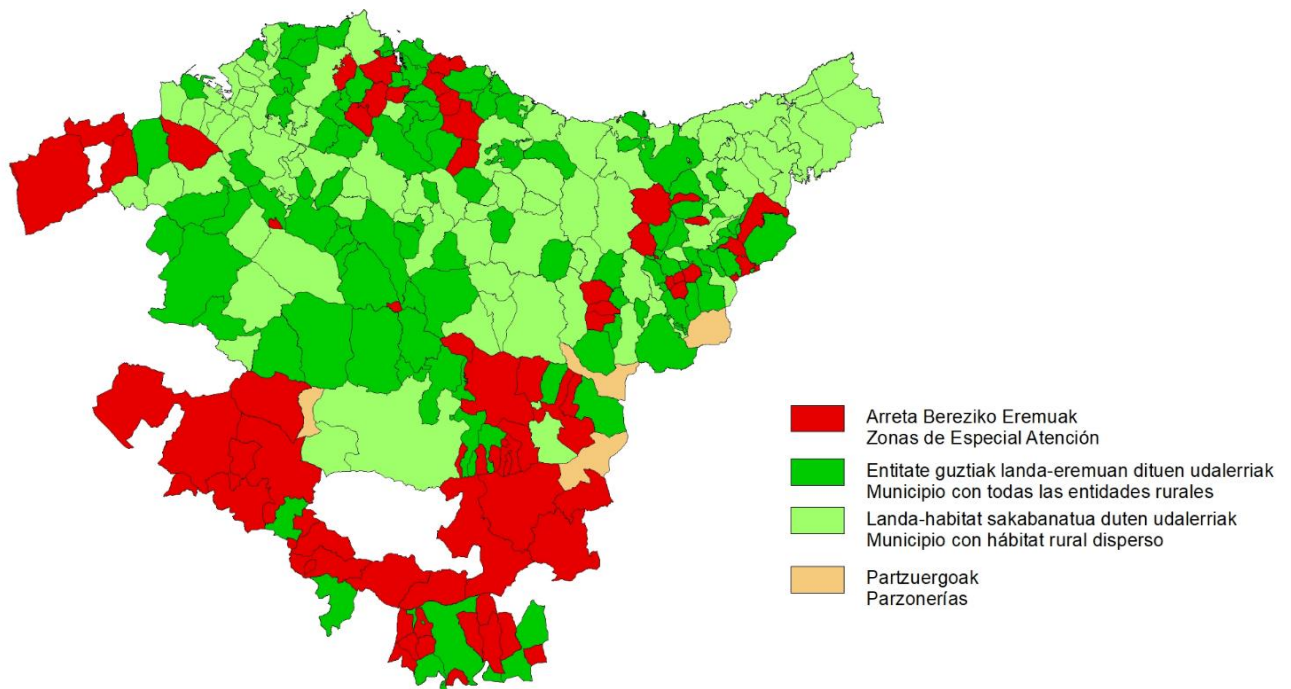 Arreta Bereziko Eremuak
Zonas de Especial Atención
Entitate guztiak landa-eremuan dituen udalerriak
Municipio con todas las entidades rurales
Landa-habitat sakabanatua duten udalerriak
Municipio con hábitat rural disperso
Partzuergoak
Parzonerías